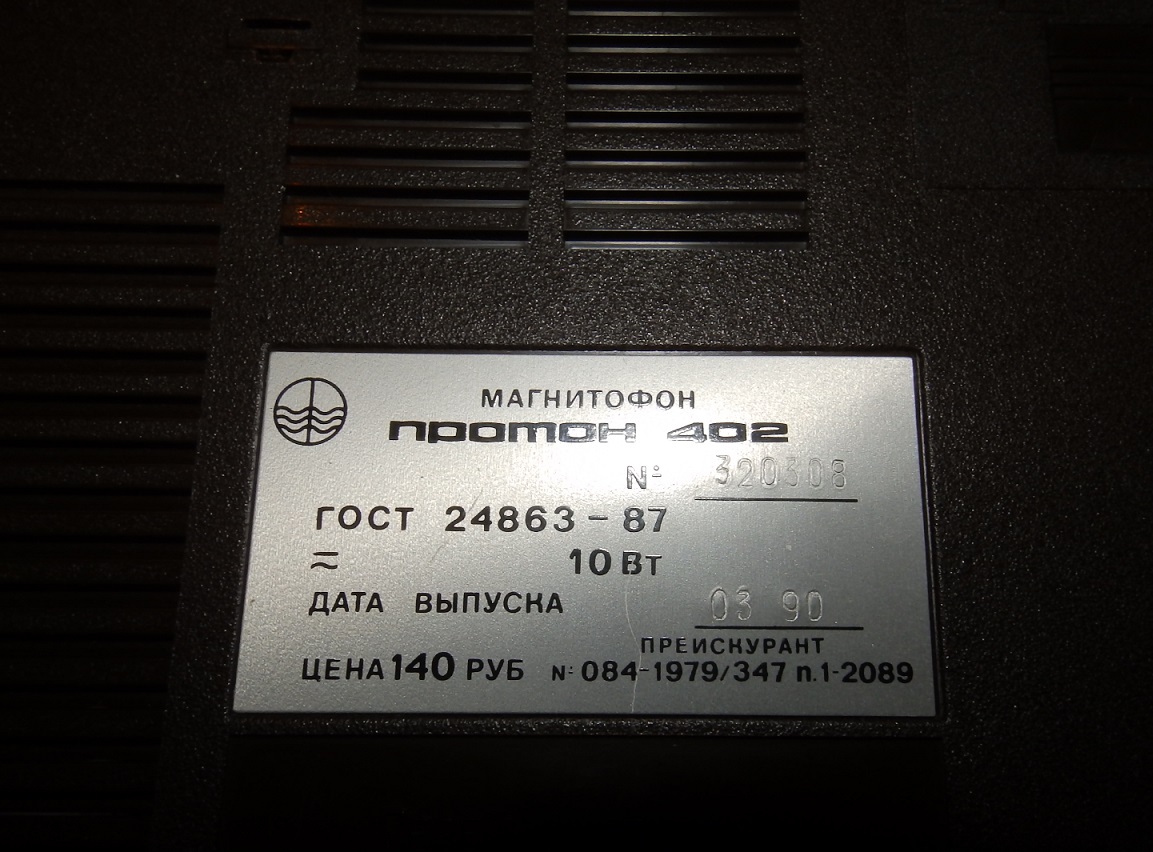 МАГНИТОФОН
ПРОТОН 402
№ 320308
ГОСТ 24863-87
≂ 10 Вт
ДАТА ВЫПУСКА 03 90
ПРЕЙСКУРАНТ
ЦЕНА 140 РУБ № 084-1979/347 п.1-2089